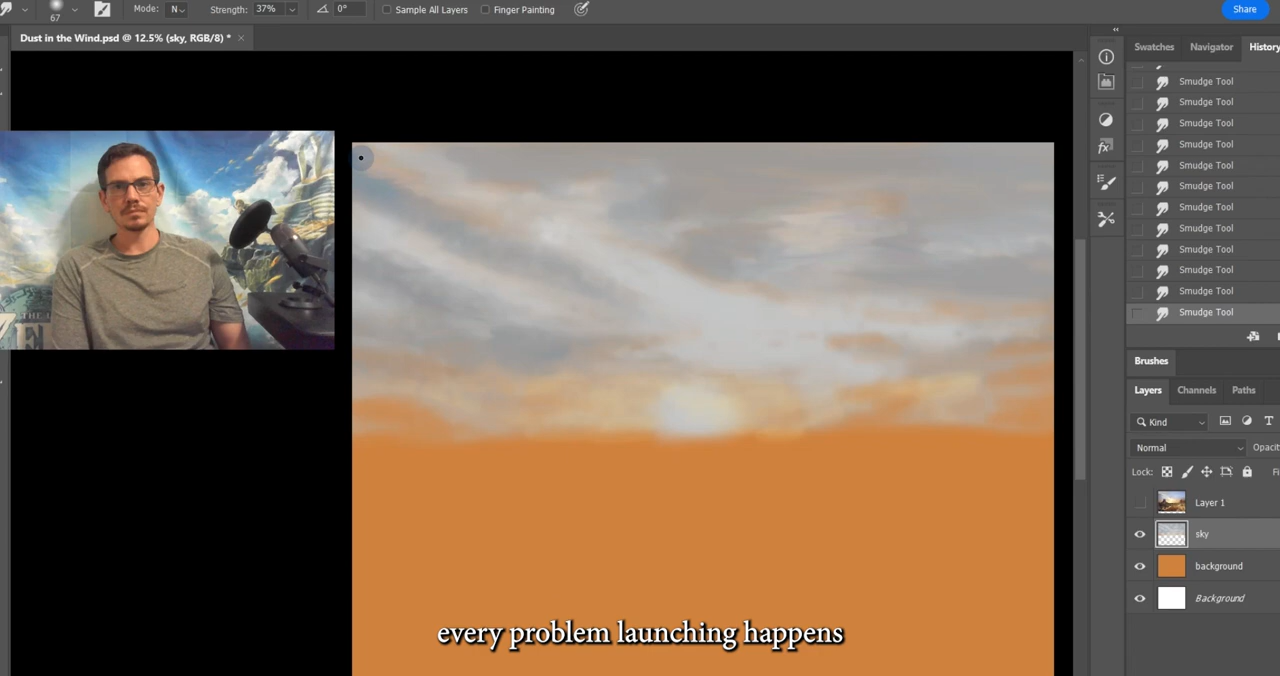 Mode: N
Strength: 37%
0°
Sample All Layers
Finger Painting
Share
67
Dust in the Wind.psd @ 12.5% (sky, RGB/8) *
Swatches
Navigator
History
Smudge Tool
Smudge Tool
Smudge Tool
Smudge Tool
Smudge Tool
Smudge Tool
Smudge Tool
Smudge Tool
Smudge Tool
Smudge Tool
Smudge Tool
Smudge Tool
Brushes
Layers
Channels
Paths
Kind
Normal
Opacit
Lock:
Fi
Layer 1
sky
background
Background
every problem launching happens